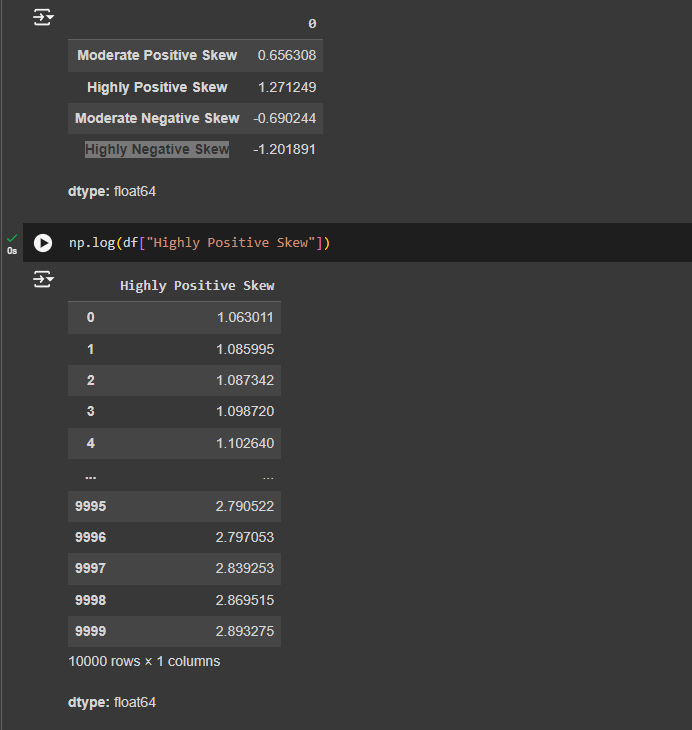 0
Moderate Positive Skew 0.656308
Highly Positive Skew 1.271249
Moderate Negative Skew -0.690244
Highly Negative Skew -1.201891
dtype: float64
0s
np.log(df["Highly Positive Skew"])
Highly Positive Skew
0 1.063011
1 1.085995
2 1.087342
3 1.098720
4 1.102640
... ...
9995 2.790522
9996 2.797053
9997 2.839253
9998 2.869515
9999 2.893275
10000 rows × 1 columns
dtype: float64